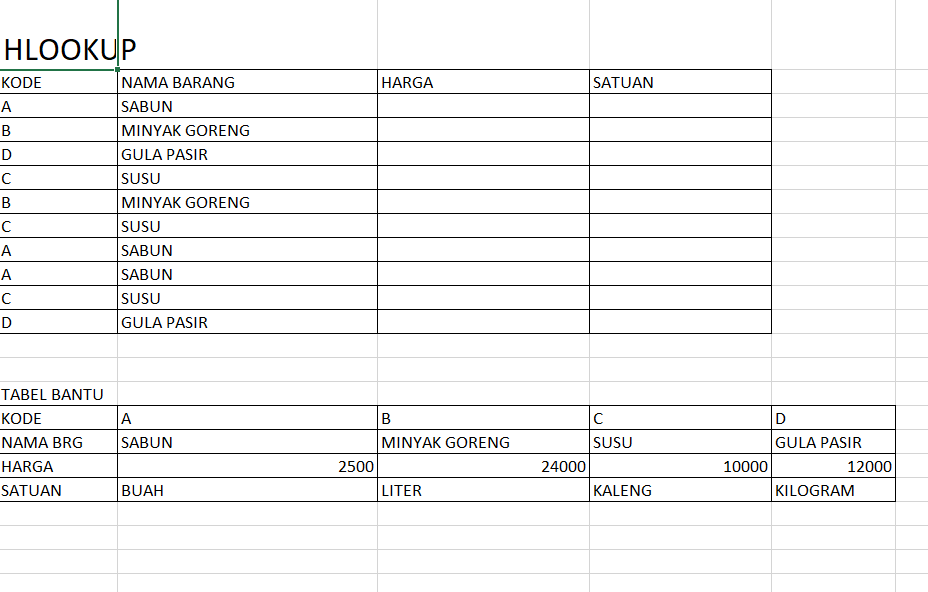 HLOOKUP
KODE NAMA BARANG HARGA SATUAN
A SABUN
B MINYAK GORENG
D GULA PASIR
C SUSU
B MINYAK GORENG
C SUSU
A SABUN
A SABUN
C SUSU
D GULA PASIR
TABEL BANTU
KODE A B C D
NAMA BRG SABUN MINYAK GORENG SUSU GULA PASIR
HARGA 2500 24000 10000 12000
SATUAN BUAH LITER KALENG KILOGRAM